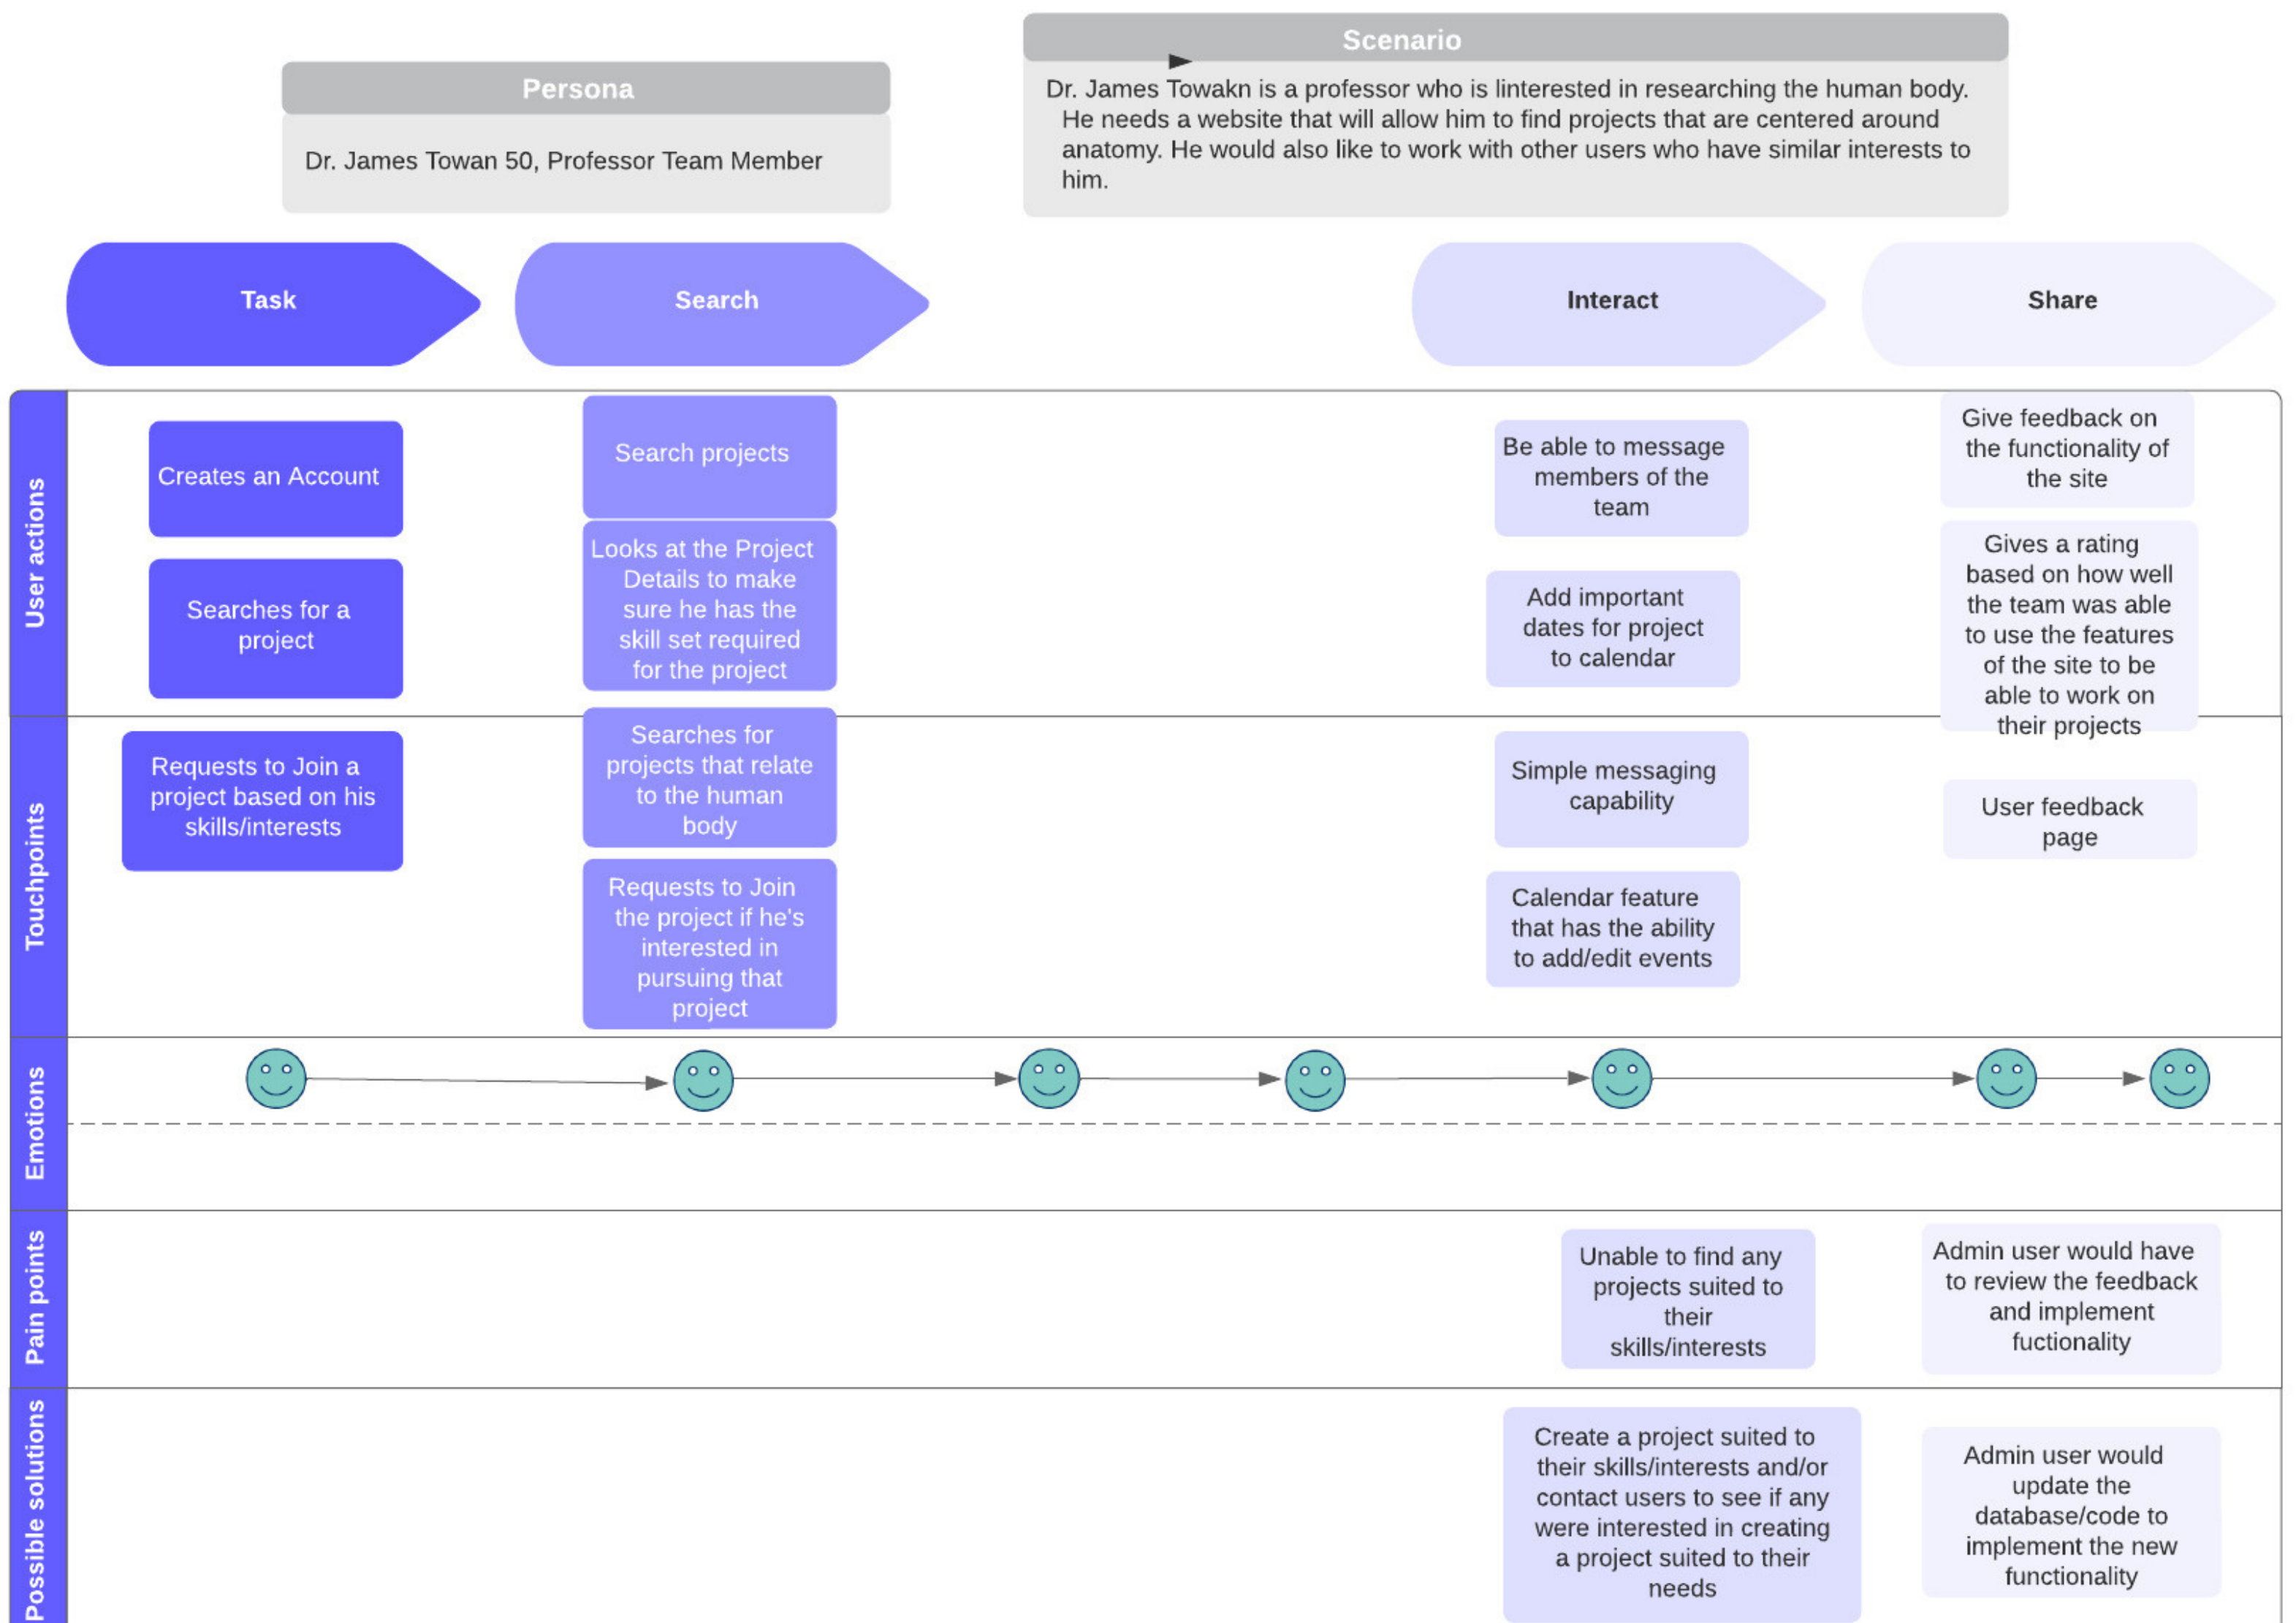 Scenario
Persona
Dr. James Towakn is a professor who is linterested in researching the human body.
He needs a website that will allow him to find projects that are centered around
anatomy. He would also like to work with other users who have similar interests to
him.
Dr. James Towan 50, Professor Team Member
Task
Search
Interact
Share
User actions
Creates an Account
Searches for a
project
Search projects
Looks at the Project
Details to make
sure he has the
skill set required
for the project
Be able to message
members of the
team
Add important
dates for project
to calendar
Give feedback on
the functionality of
the site
Gives a rating
based on how well
the team was able
to use the features
of the site to be
able to work on
their projects
Touchpoints
Requests to Join a
project based on his
skills/interests
Searches for
projects that relate
to the human
body
Requests to Join
the project if he's
interested in
pursuing that
project
Simple messaging
capability
Calendar feature
that has the ability
to add/edit events
User feedback
page
Emotions
Pain points
Unable to find any
projects suited to
their
skills/interests
Admin user would have
to review the feedback
and implement
fuctionality
Possible solutions
Create a project suited to
their skills/interests and/or
contact users to see if any
were interested in creating
a project suited to their
needs
Admin user would
update the
database/code to
implement the new
functionality